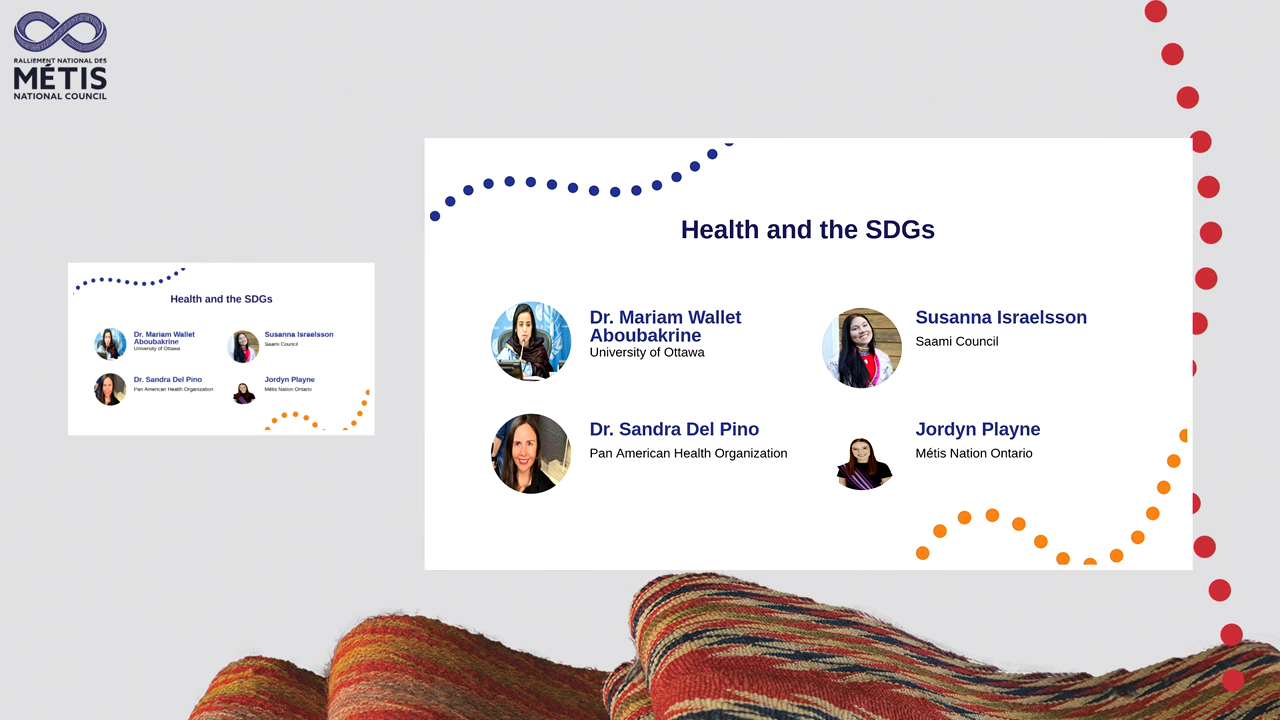 RALLIEMENT NATIONAL DES
MÉTIS
NATIONAL COUNCIL
Health and the SDGs
Dr. Mariam Wallet
Aboubakrine
University of Ottawa
Susanna Israelsson
Saami Council
Dr. Sandra Del Pino
Pan American Health Organization
Jordyn Playne
Métis Nation Ontario
Health and the SDGs
Dr. Mariam Wallet
Aboubakrine
University of Ottawa
Susanna Israelsson
Saami Council
Dr. Sandra Del Pino
Pan American Health Organization
Jordyn Playne
Métis Nation Ontario